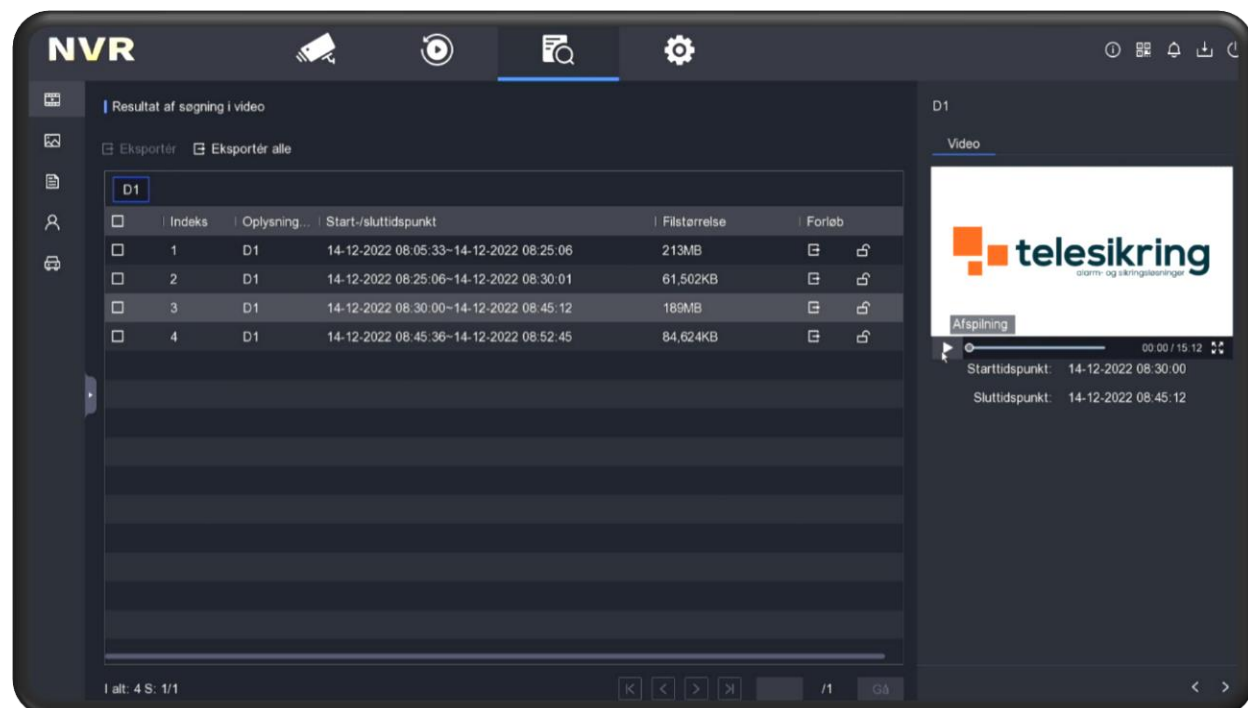 NVR
Resultat af søgning i video
Eksportér Eksportér alle
D1
Indeks Oplysning... Start-/sluttidspunkt Filstørrelse Forløb
1 D1 14-12-2022 08:05:33~14-12-2022 08:25:06 213MB
2 D1 14-12-2022 08:25:06~14-12-2022 08:30:01 61,502KB
3 D1 14-12-2022 08:30:00~14-12-2022 08:45:12 189MB
4 D1 14-12-2022 08:45:36~14-12-2022 08:52:45 84,624KB
I alt: 4 S: 1/1
/1 Gå
D1
Video
telesikring
alarm- og sikringsløsninger
Afspilning
00:00 / 15:12
Starttidspunkt: 14-12-2022 08:30:00
Sluttidspunkt: 14-12-2022 08:45:12